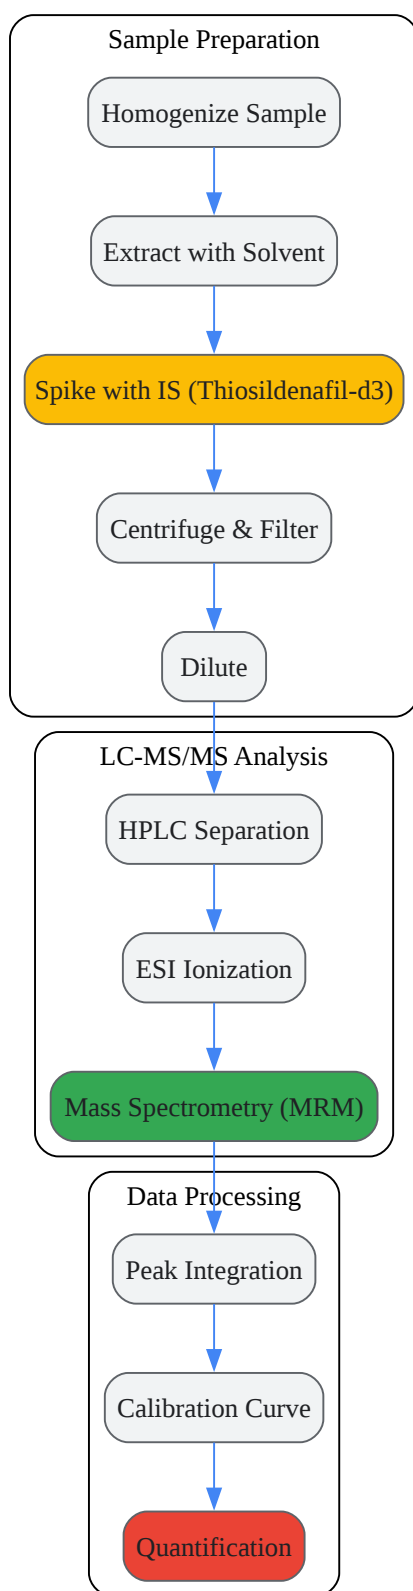 Sample Preparation
Homogenize Sample
Extract with Solvent
Spike with IS (Thiosildenafil-d3)
Centrifuge & Filter
Dilute
LC-MS/MS Analysis
HPLC Separation
ESI Ionization
Mass Spectrometry (MRM)
Data Processing
Peak Integration
Calibration Curve
Quantification